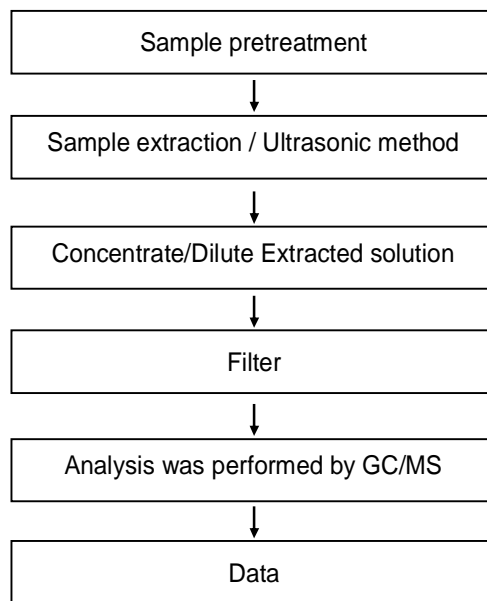 Sample pretreatment
Sample extraction / Ultrasonic method
Concentrate/Dilute Extracted solution
Filter
Analysis was performed by GC/MS
Data